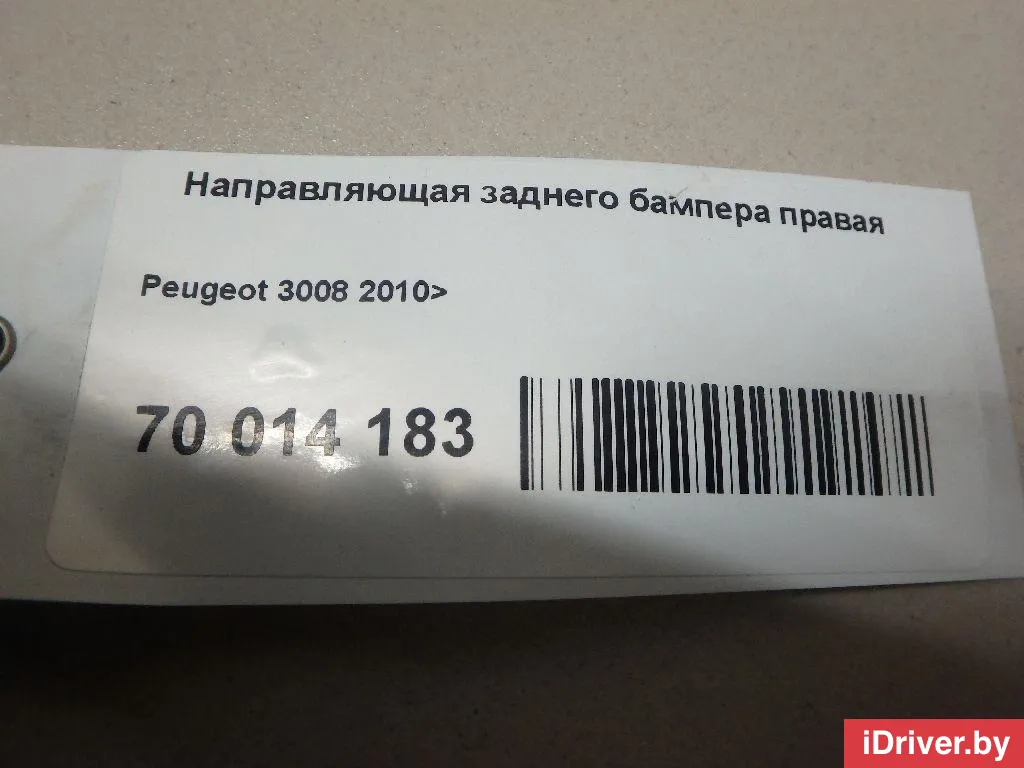 Направляющая заднего бампера правая
Peugeot 3008 2010>
70 014 183
iDriver.by